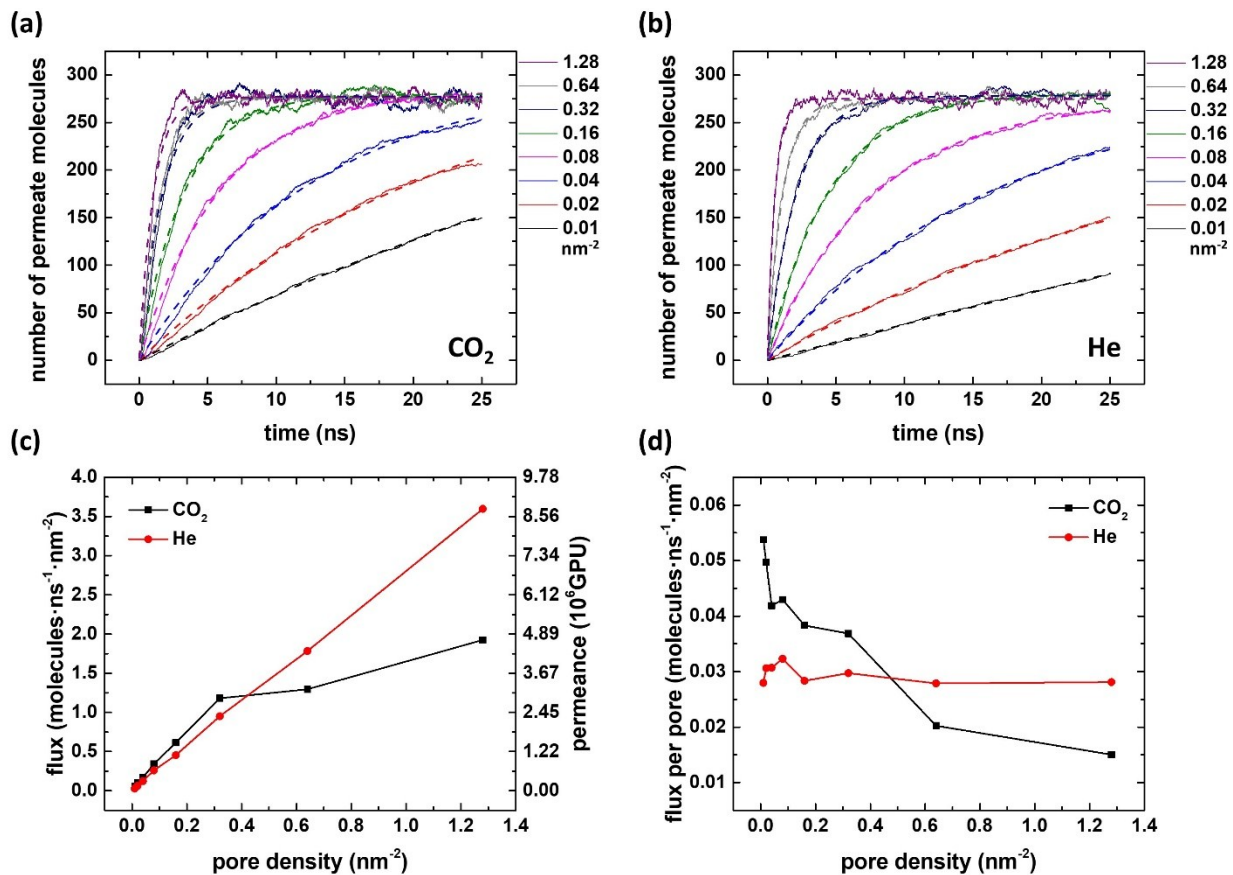 (a)
number of permeate molecules
300
250
200
150
100
50
0
0 5 10 15 20 25
time (ns)
CO₂
1.28
0.64
0.32
0.16
0.08
0.04
0.02
0.01
nm⁻²
(b)
number of permeate molecules
300
250
200
150
100
50
0
0 5 10 15 20 25
time (ns)
He
1.28
0.64
0.32
0.16
0.08
0.04
0.02
0.01
nm⁻²
(c)
flux (molecules·ns⁻¹·nm⁻²)
4.0
3.5
3.0
2.5
2.0
1.5
1.0
0.5
0.0
CO₂
He
9.78
8.56
7.34
6.12
4.89
3.67
2.45
1.22
0.00
permeance (10⁶GPU)
0.0 0.2 0.4 0.6 0.8 1.0 1.2 1.4
pore density (nm⁻²)
(d)
flux per pore (molecules·ns⁻¹·nm⁻²)
0.06
0.05
0.04
0.03
0.02
0.01
CO₂
He
0.0 0.2 0.4 0.6 0.8 1.0 1.2 1.4
pore density (nm⁻²)